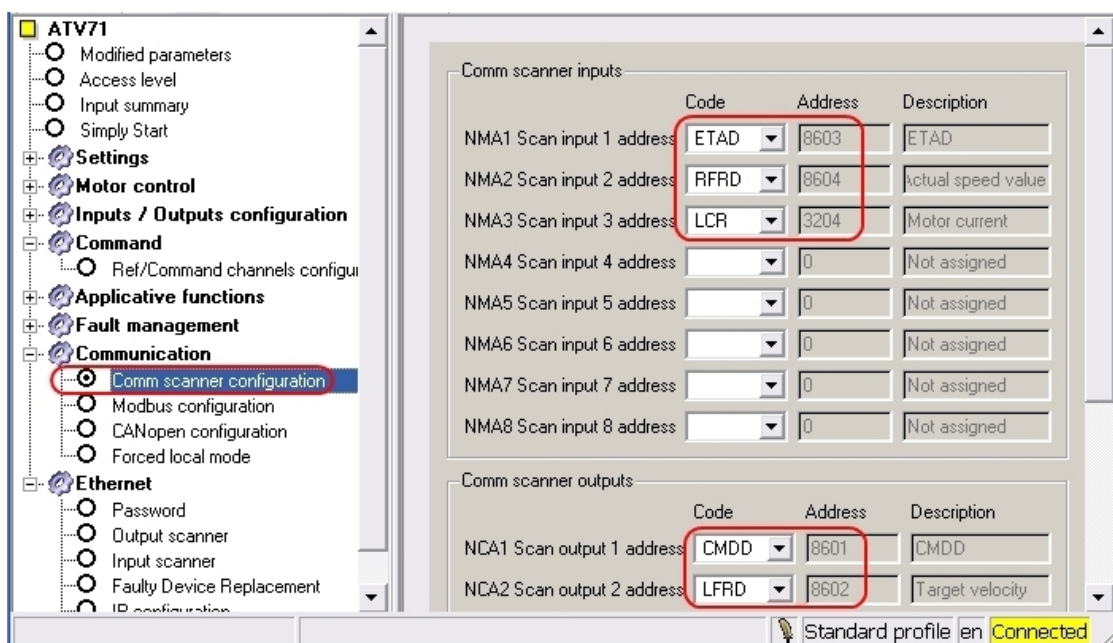 ATV71
Modified parameters
Access level
Input summary
Simply Start
Settings
Motor control
Inputs / Outputs configuration
Command
Ref/Command channels configu
Applicative functions
Fault management
Communication
Comm scanner configuration
Modbus configuration
CANopen configuration
Forced local mode
Ethernet
Password
Output scanner
Input scanner
Faulty Device Replacement
IP configuration
Comm scanner inputs
Code Address Description
NMA1 Scan input 1 address ETAD 8603 ETAD
NMA2 Scan input 2 address RFRD 8604 Actual speed value
NMA3 Scan input 3 address LCR 3204 Motor current
NMA4 Scan input 4 address 0 Not assigned
NMA5 Scan input 5 address 0 Not assigned
NMA6 Scan input 6 address 0 Not assigned
NMA7 Scan input 7 address 0 Not assigned
NMA8 Scan input 8 address 0 Not assigned
Comm scanner outputs
Code Address Description
NCA1 Scan output 1 address CMDD 8601 CMDD
NCA2 Scan output 2 address LFRD 8602 Target velocity
Standard profile en Connected